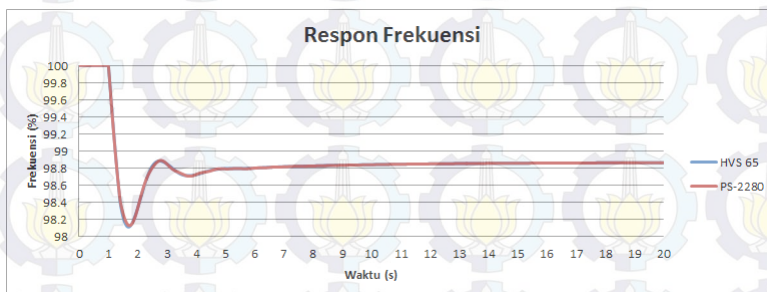 Respon Frekuensi
100
99.8
99.6
99.4
99.2
99
98.8
98.6
98.4
98.2
98
Frekuensi (%)
0 1 2 3 4 5 6 7 8 9 10 11 12 13 14 15 16 17 18 19 20
Waktu (s)
HVS 65
PS-2280